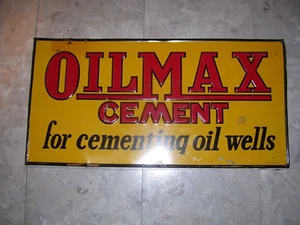 OILMAX
CEMENT
for cementing oil wells